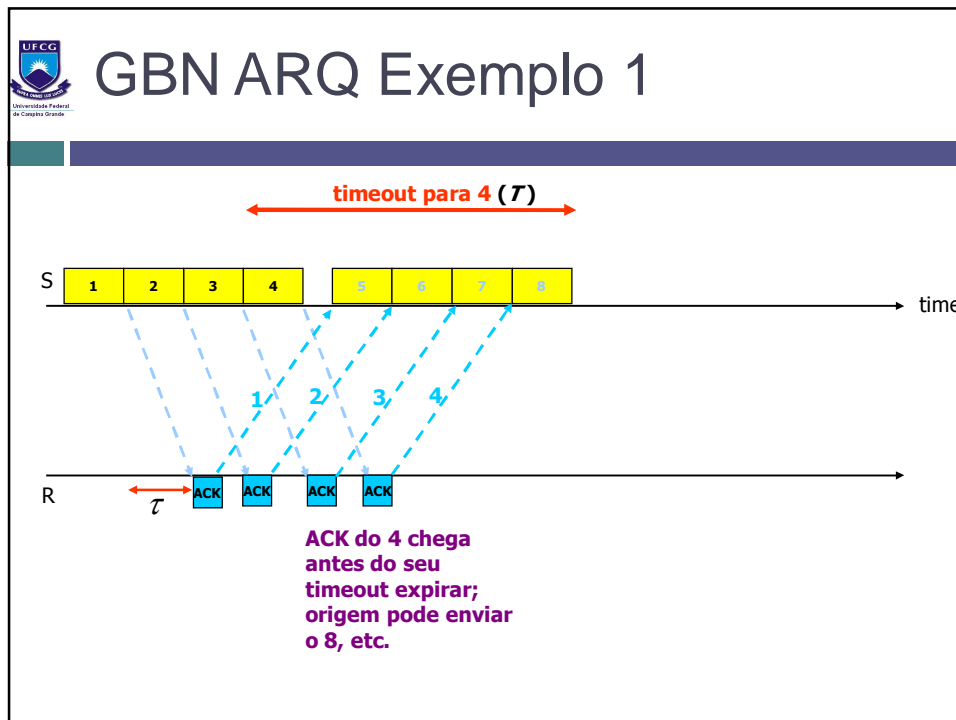 UFCG
Universidade Federal
de Campina Grande
GBN ARQ Exemplo 1
timeout para 4 (T)
S 1 2 3 4 5 6 7 8
time
1 2 3 4
R ACK ACK ACK ACK
τ
ACK do 4 chega
antes do seu
timeout expirar;
origem pode enviar
o 8, etc.